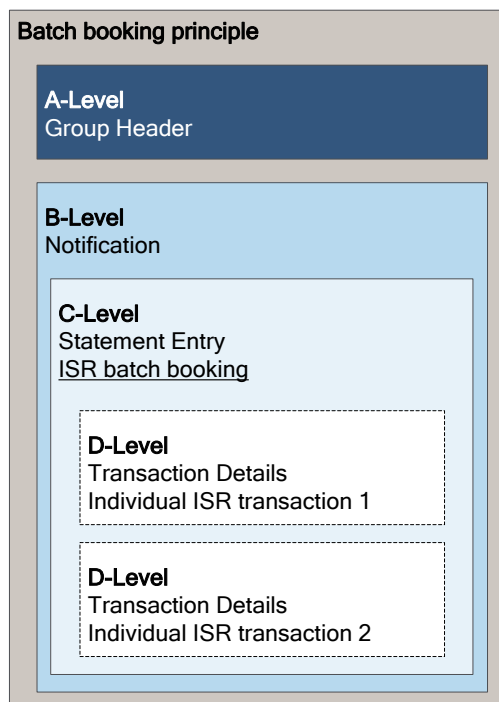 Batch booking principle
A-Level
Group Header
B-Level
Notification
C-Level
Statement Entry
ISR batch booking
D-Level
Transaction Details
Individual ISR transaction 1
D-Level
Transaction Details
Individual ISR transaction 2